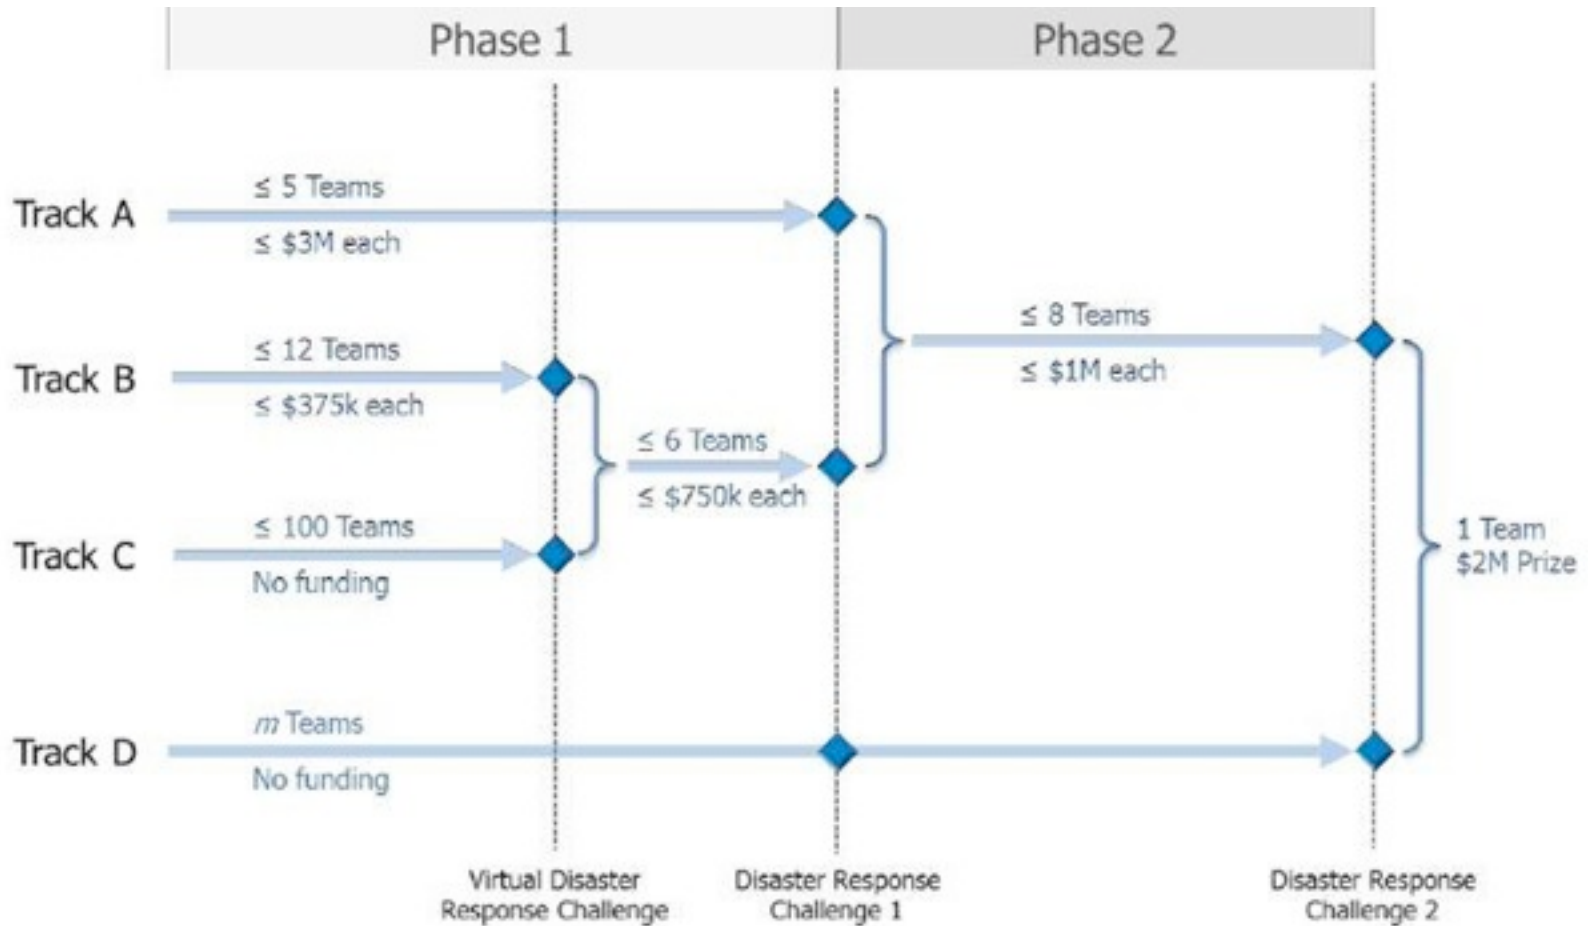 Phase 1
Phase 2
Track A
≤ 5 Teams
≤ $3M each
≤ 8 Teams
≤ $1M each
Track B
≤ 12 Teams
≤ $375k each
≤ 6 Teams
≤ $750k each
Track C
≤ 100 Teams
No funding
1 Team
$2M Prize
Track D
m Teams
No funding
Virtual Disaster
Response Challenge
Disaster Response
Challenge 1
Disaster Response
Challenge 2